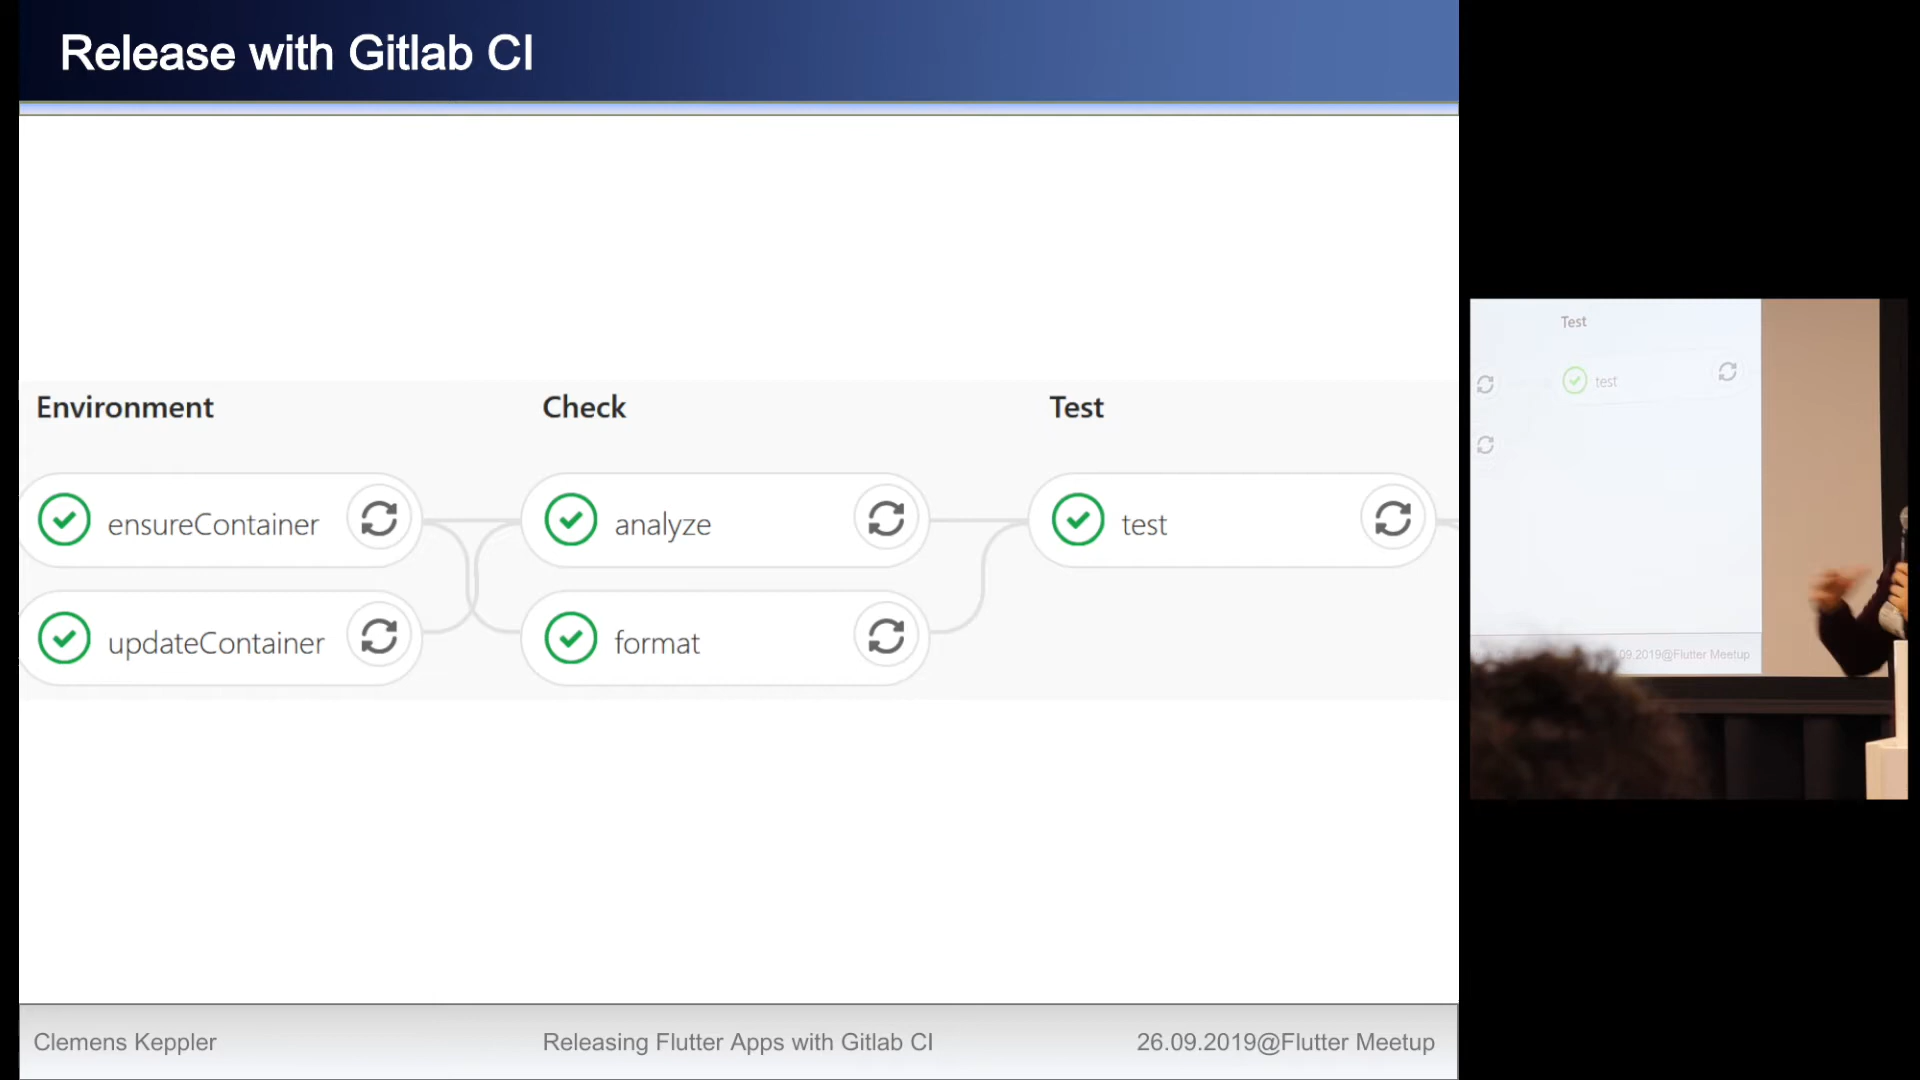 Release with Gitlab CI
Environment
Check
Test
ensureContainer
analyze
test
updateContainer
format
Clemens Keppler
Releasing Flutter Apps with Gitlab CI
26.09.2019@Flutter Meetup
Test
test
09.2019@Flutter Meetup